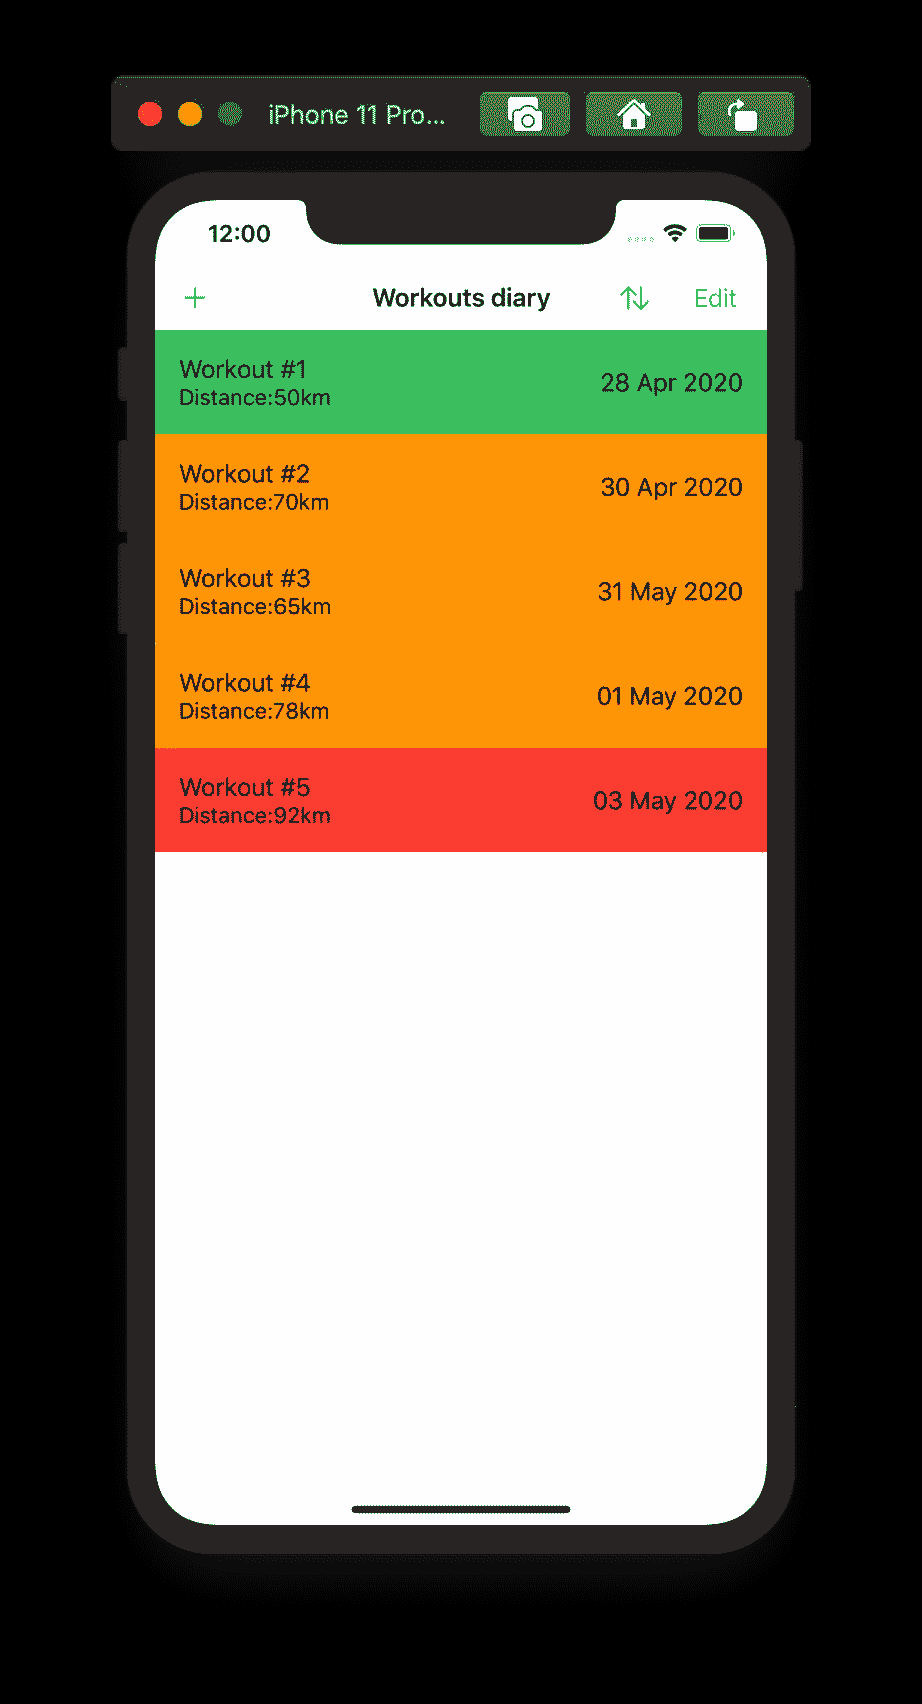 iPhone 11 Pro...
12:00
Workouts diary
Edit
Workout #1
Distance:50km
28 Apr 2020
Workout #2
Distance:70km
30 Apr 2020
Workout #3
Distance:65km
31 May 2020
Workout #4
Distance:78km
01 May 2020
Workout #5
Distance:92km
03 May 2020